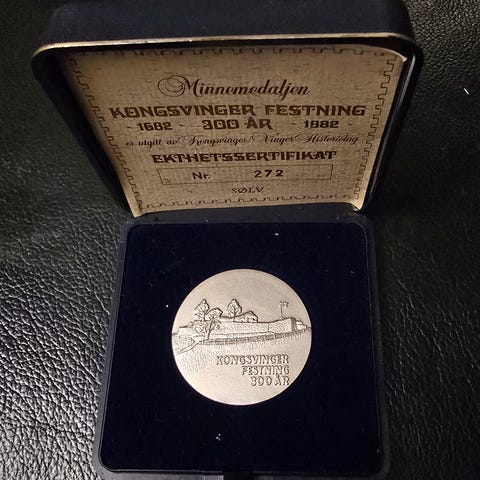 Minnemedaljen
KONGSVINGER FESTNING
1682 - 300 ÅR - 1982
er utgitt av Kongsvinger/Vinger Historielag
EKTHETSSERTIFIKAT
Nr. 272
SØLV
KONGSVINGER
FESTNING
300 ÅR